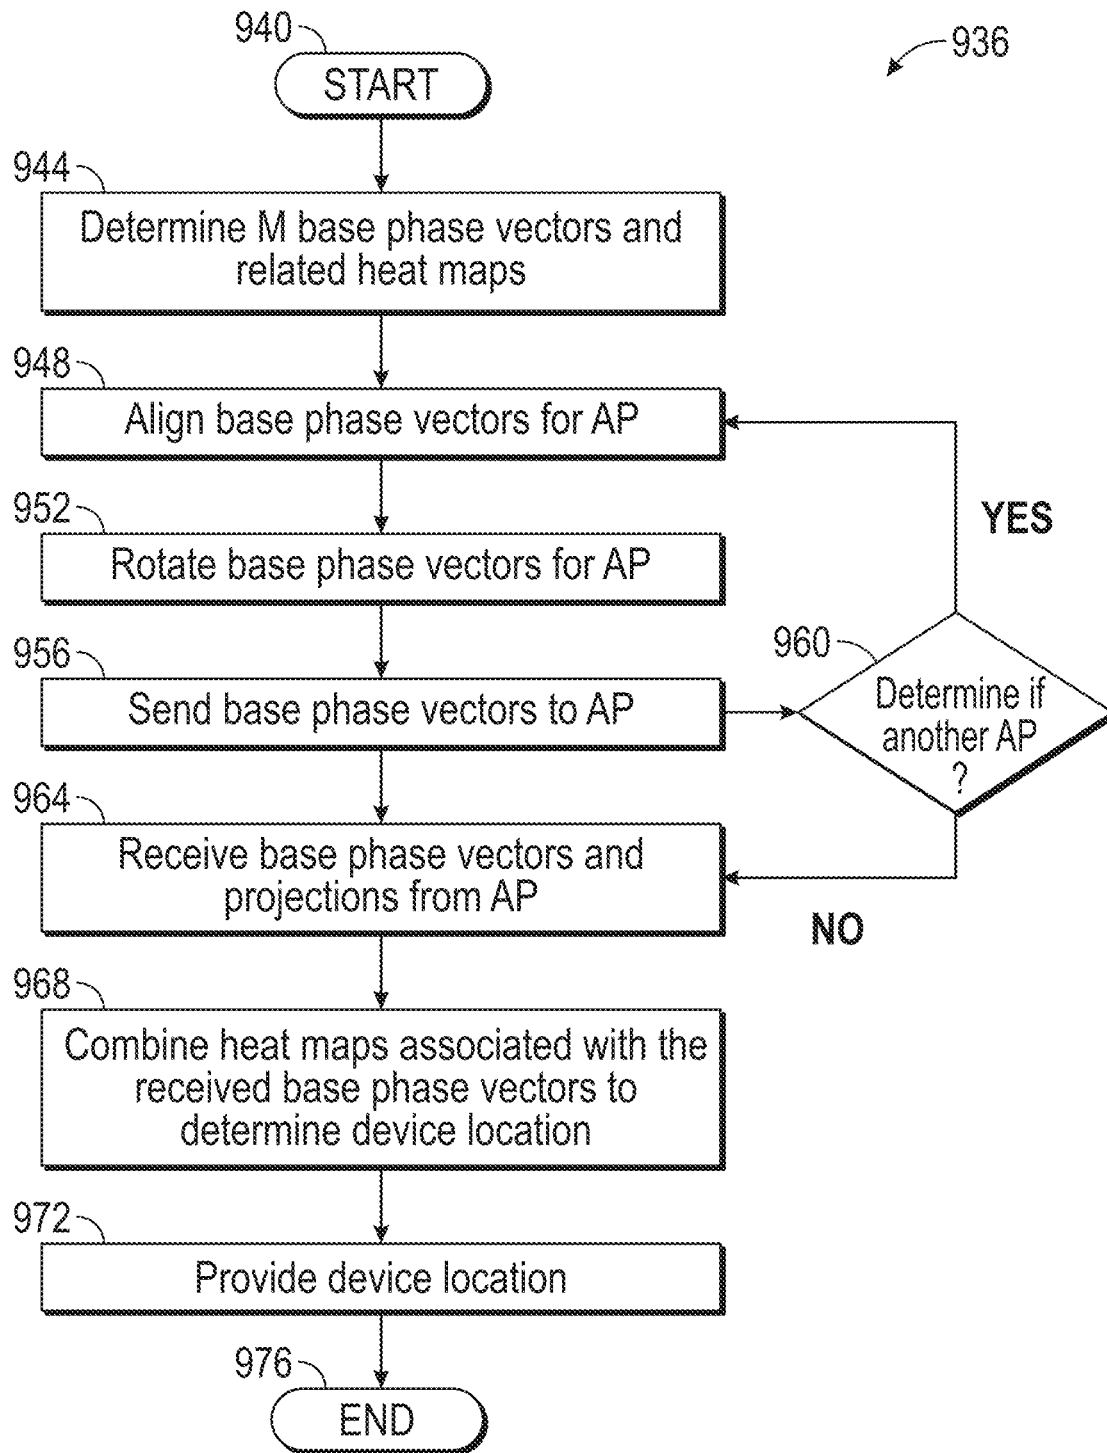 940
START
936
944
Determine M base phase vectors and
related heat maps
948
Align base phase vectors for AP
952
Rotate base phase vectors for AP
YES
956
Send base phase vectors to AP
960
Determine if
another AP
?
964
Receive base phase vectors and
projections from AP
NO
968
Combine heat maps associated with the
received base phase vectors to
determine device location
972
Provide device location
976
END